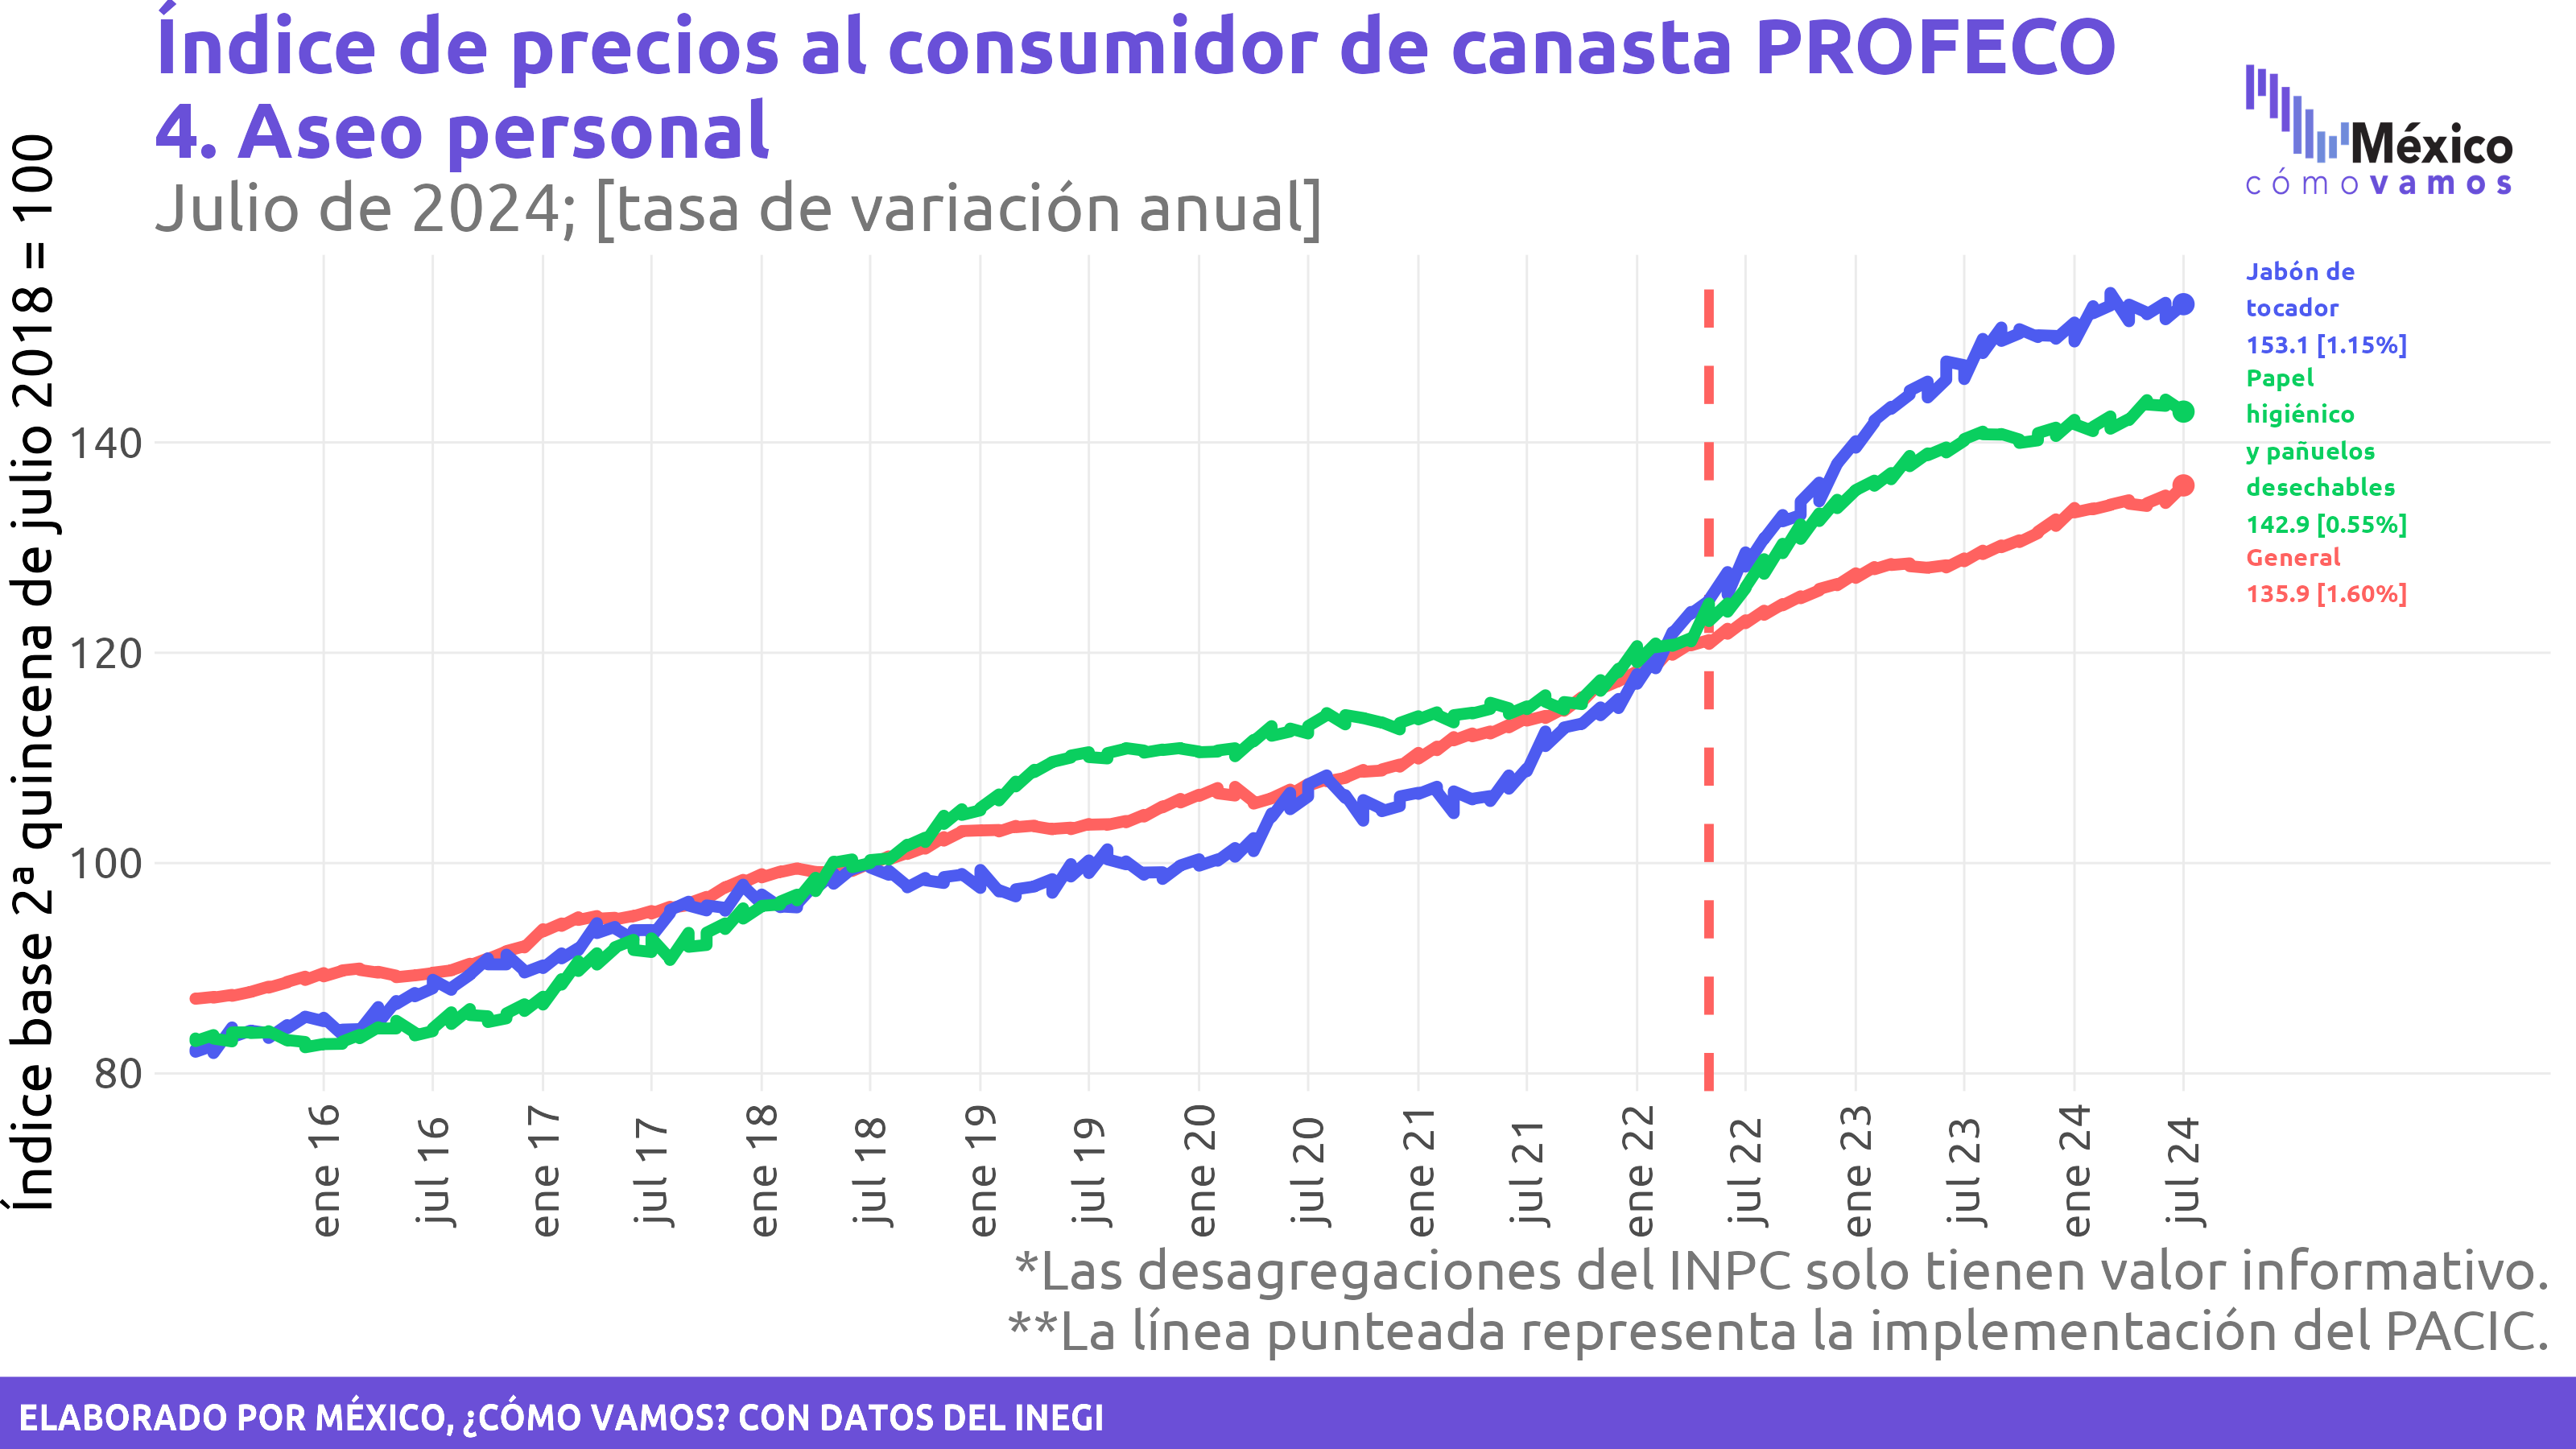 Índice de precios al consumidor de canasta PROFECO
4. Aseo personal
Julio de 2024; [tasa de variación anual]
México
cómo vamos
Índice base 2ª quincena de julio 2018 = 100
Jabón de
tocador
153.1 [1.15%]
Papel
higiénico
y pañuelos
desechables
142.9 [0.55%]
General
135.9 [1.60%]
140
120
100
80
ene 16
jul 16
ene 17
jul 17
ene 18
jul 18
ene 19
jul 19
ene 20
jul 20
ene 21
jul 21
ene 22
jul 22
ene 23
jul 23
ene 24
jul 24
*Las desagregaciones del INPC solo tienen valor informativo.
**La línea punteada representa la implementación del PACIC.
ELABORADO POR MÉXICO, ¿CÓMO VAMOS? CON DATOS DEL INEGI